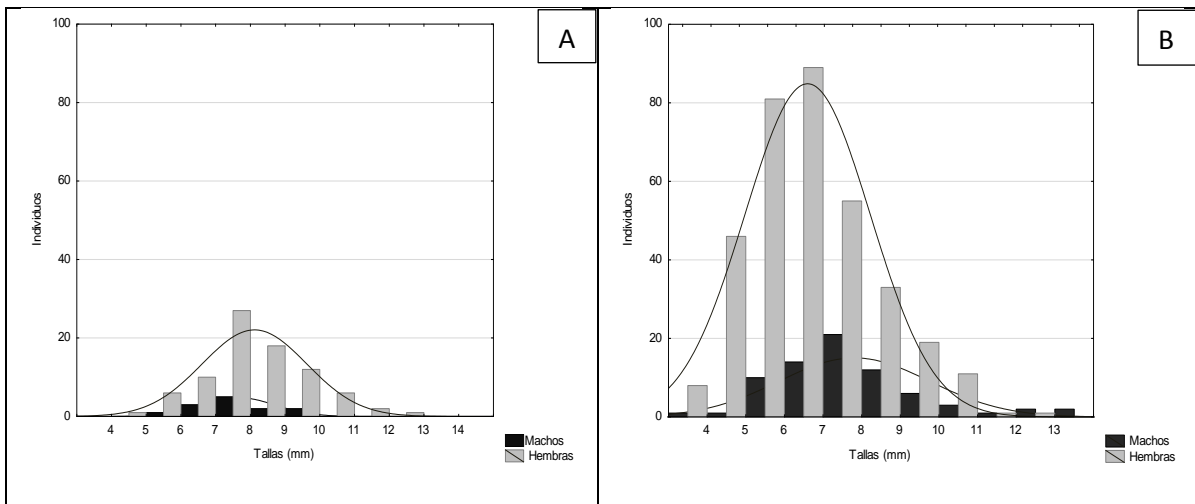 A
100
80
60
40
20
0
Individuos
4 5 6 7 8 9 10 11 12 13 14
Tallas (mm)
Machos
Hembras
B
100
80
60
40
20
0
Individuos
4 5 6 7 8 9 10 11 12 13
Tallas (mm)
Machos
Hembras